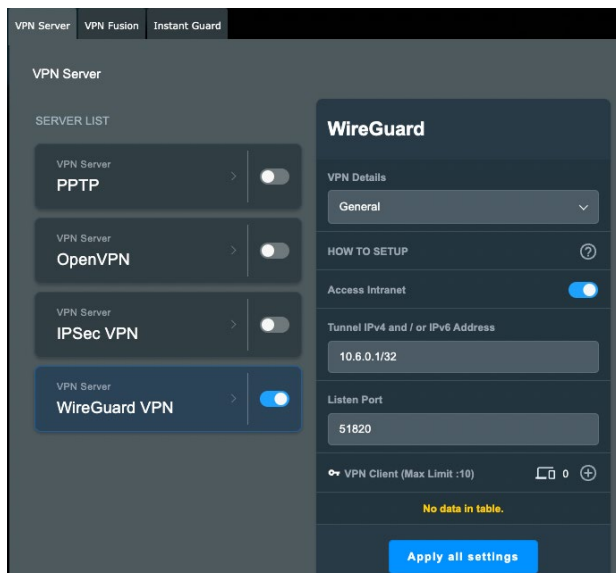 VPN Server VPN Fusion Instant Guard
VPN Server
SERVER LIST
VPN Server
PPTP
VPN Server
OpenVPN
VPN Server
IPSec VPN
VPN Server
WireGuard VPN
WireGuard
VPN Details
General
HOW TO SETUP
Access Intranet
Tunnel IPv4 and / or IPv6 Address
10.6.0.1/32
Listen Port
51820
VPN Client (Max Limit :10) 0
No data in table.
Apply all settings